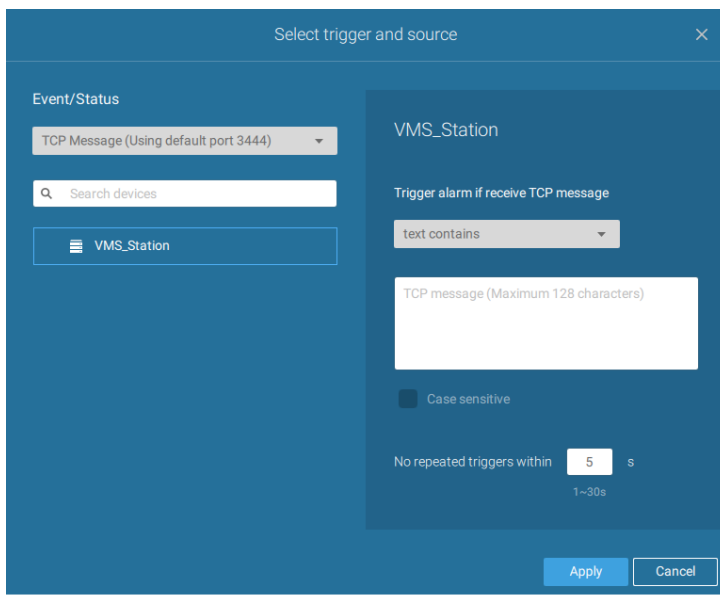 Select trigger and source
Event/Status
TCP Message (Using default port 3444)
Search devices
VMS_Station
VMS_Station
Trigger alarm if receive TCP message
text contains
TCP message (Maximum 128 characters)
Case sensitive
No repeated triggers within 5 s
1~30s
Apply Cancel